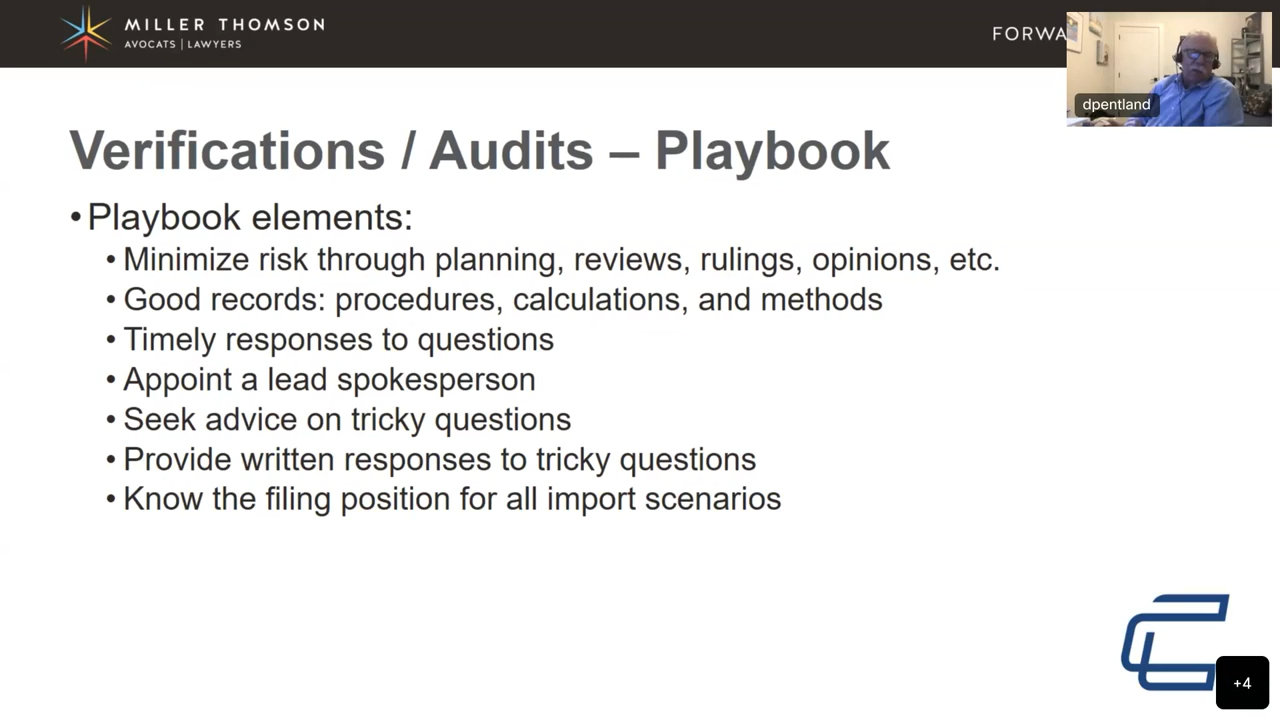 MILLER THOMSON
AVOCATS | LAWYERS
FORWA
dpentland
Verifications / Audits – Playbook
•Playbook elements:
•Minimize risk through planning, reviews, rulings, opinions, etc.
•Good records: procedures, calculations, and methods
•Timely responses to questions
•Appoint a lead spokesperson
•Seek advice on tricky questions
•Provide written responses to tricky questions
•Know the filing position for all import scenarios
+4